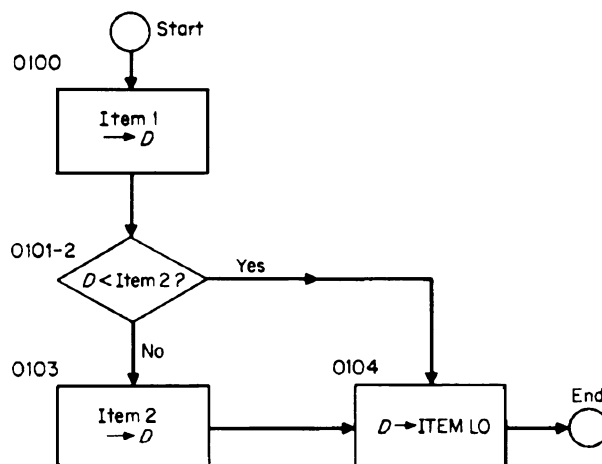 Start
0100
Item 1
→ D
0101-2
D < Item 2 ?
Yes
No
0103
0104
Item 2
→ D
D → ITEM LO
End